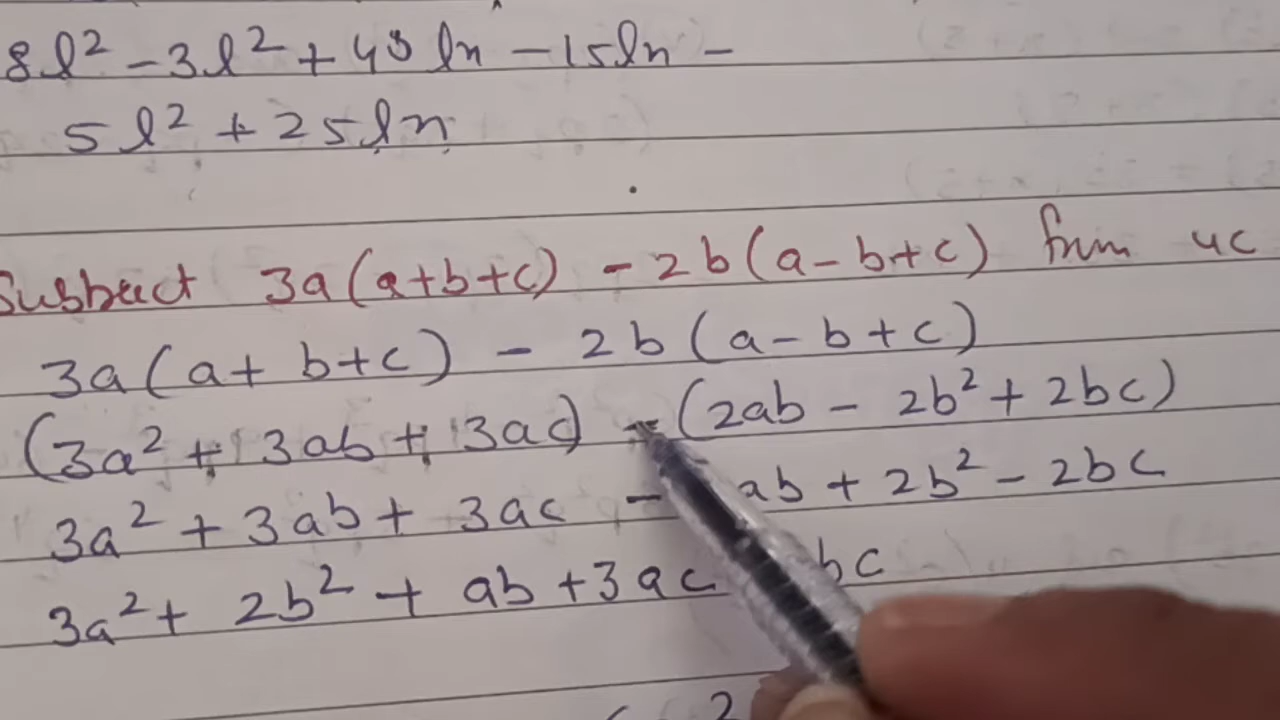 8l² - 3l² + 40 ln - 15ln -
5l² + 25ln
Subtract 3a(a+b+c) - 2b(a-b+c) from 4c
3a(a+ b+c) - 2b(a-b+c)
(3a² + 3ab + 3ac) - (2ab - 2b² + 2bc)
3a² + 3ab + 3ac - ab + 2b² - 2bc
3a² + 2b² + ab + 3ac bc
2